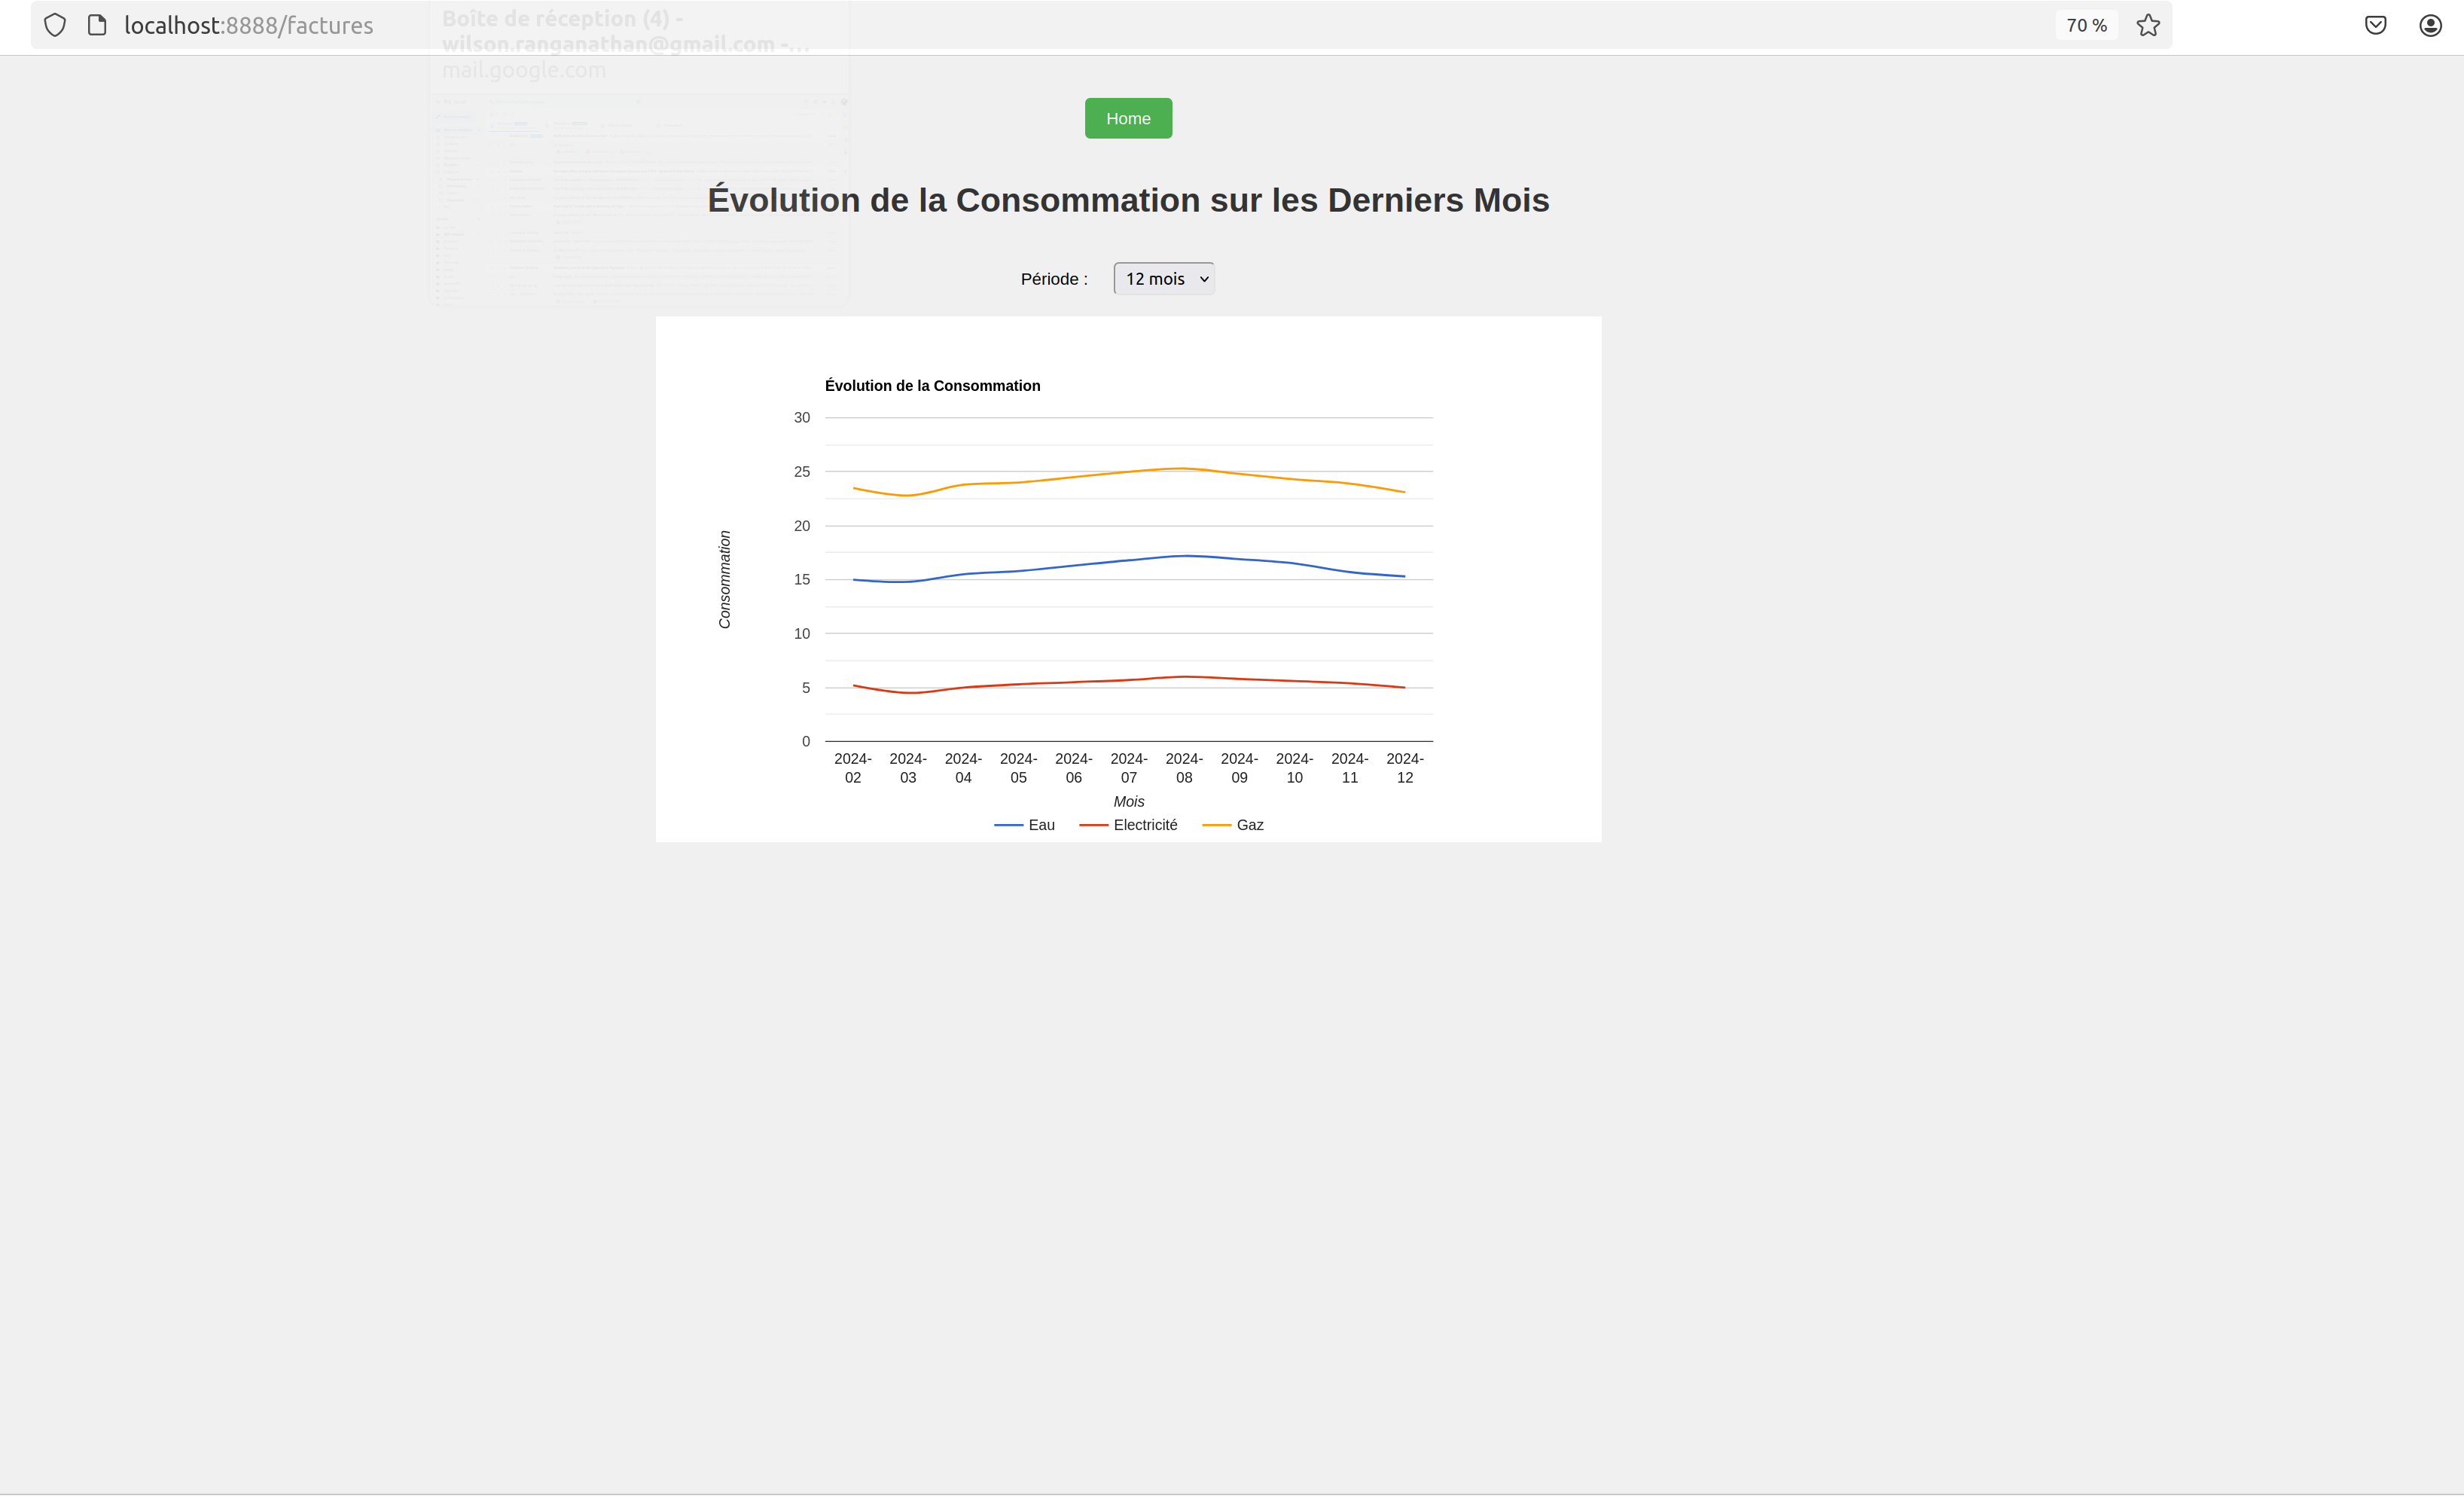 localhost:8888/factures
70 %
Boîte de réception (4) -
wilson.ranganathan@gmail.com -...
mail.google.com
Home
Évolution de la Consommation sur les Derniers Mois
Période :
12 mois
Évolution de la Consommation
30
25
20
15
10
5
0
Consommation
2024-02
2024-03
2024-04
2024-05
2024-06
2024-07
2024-08
2024-09
2024-10
2024-11
2024-12
Mois
Eau
Electricité
Gaz